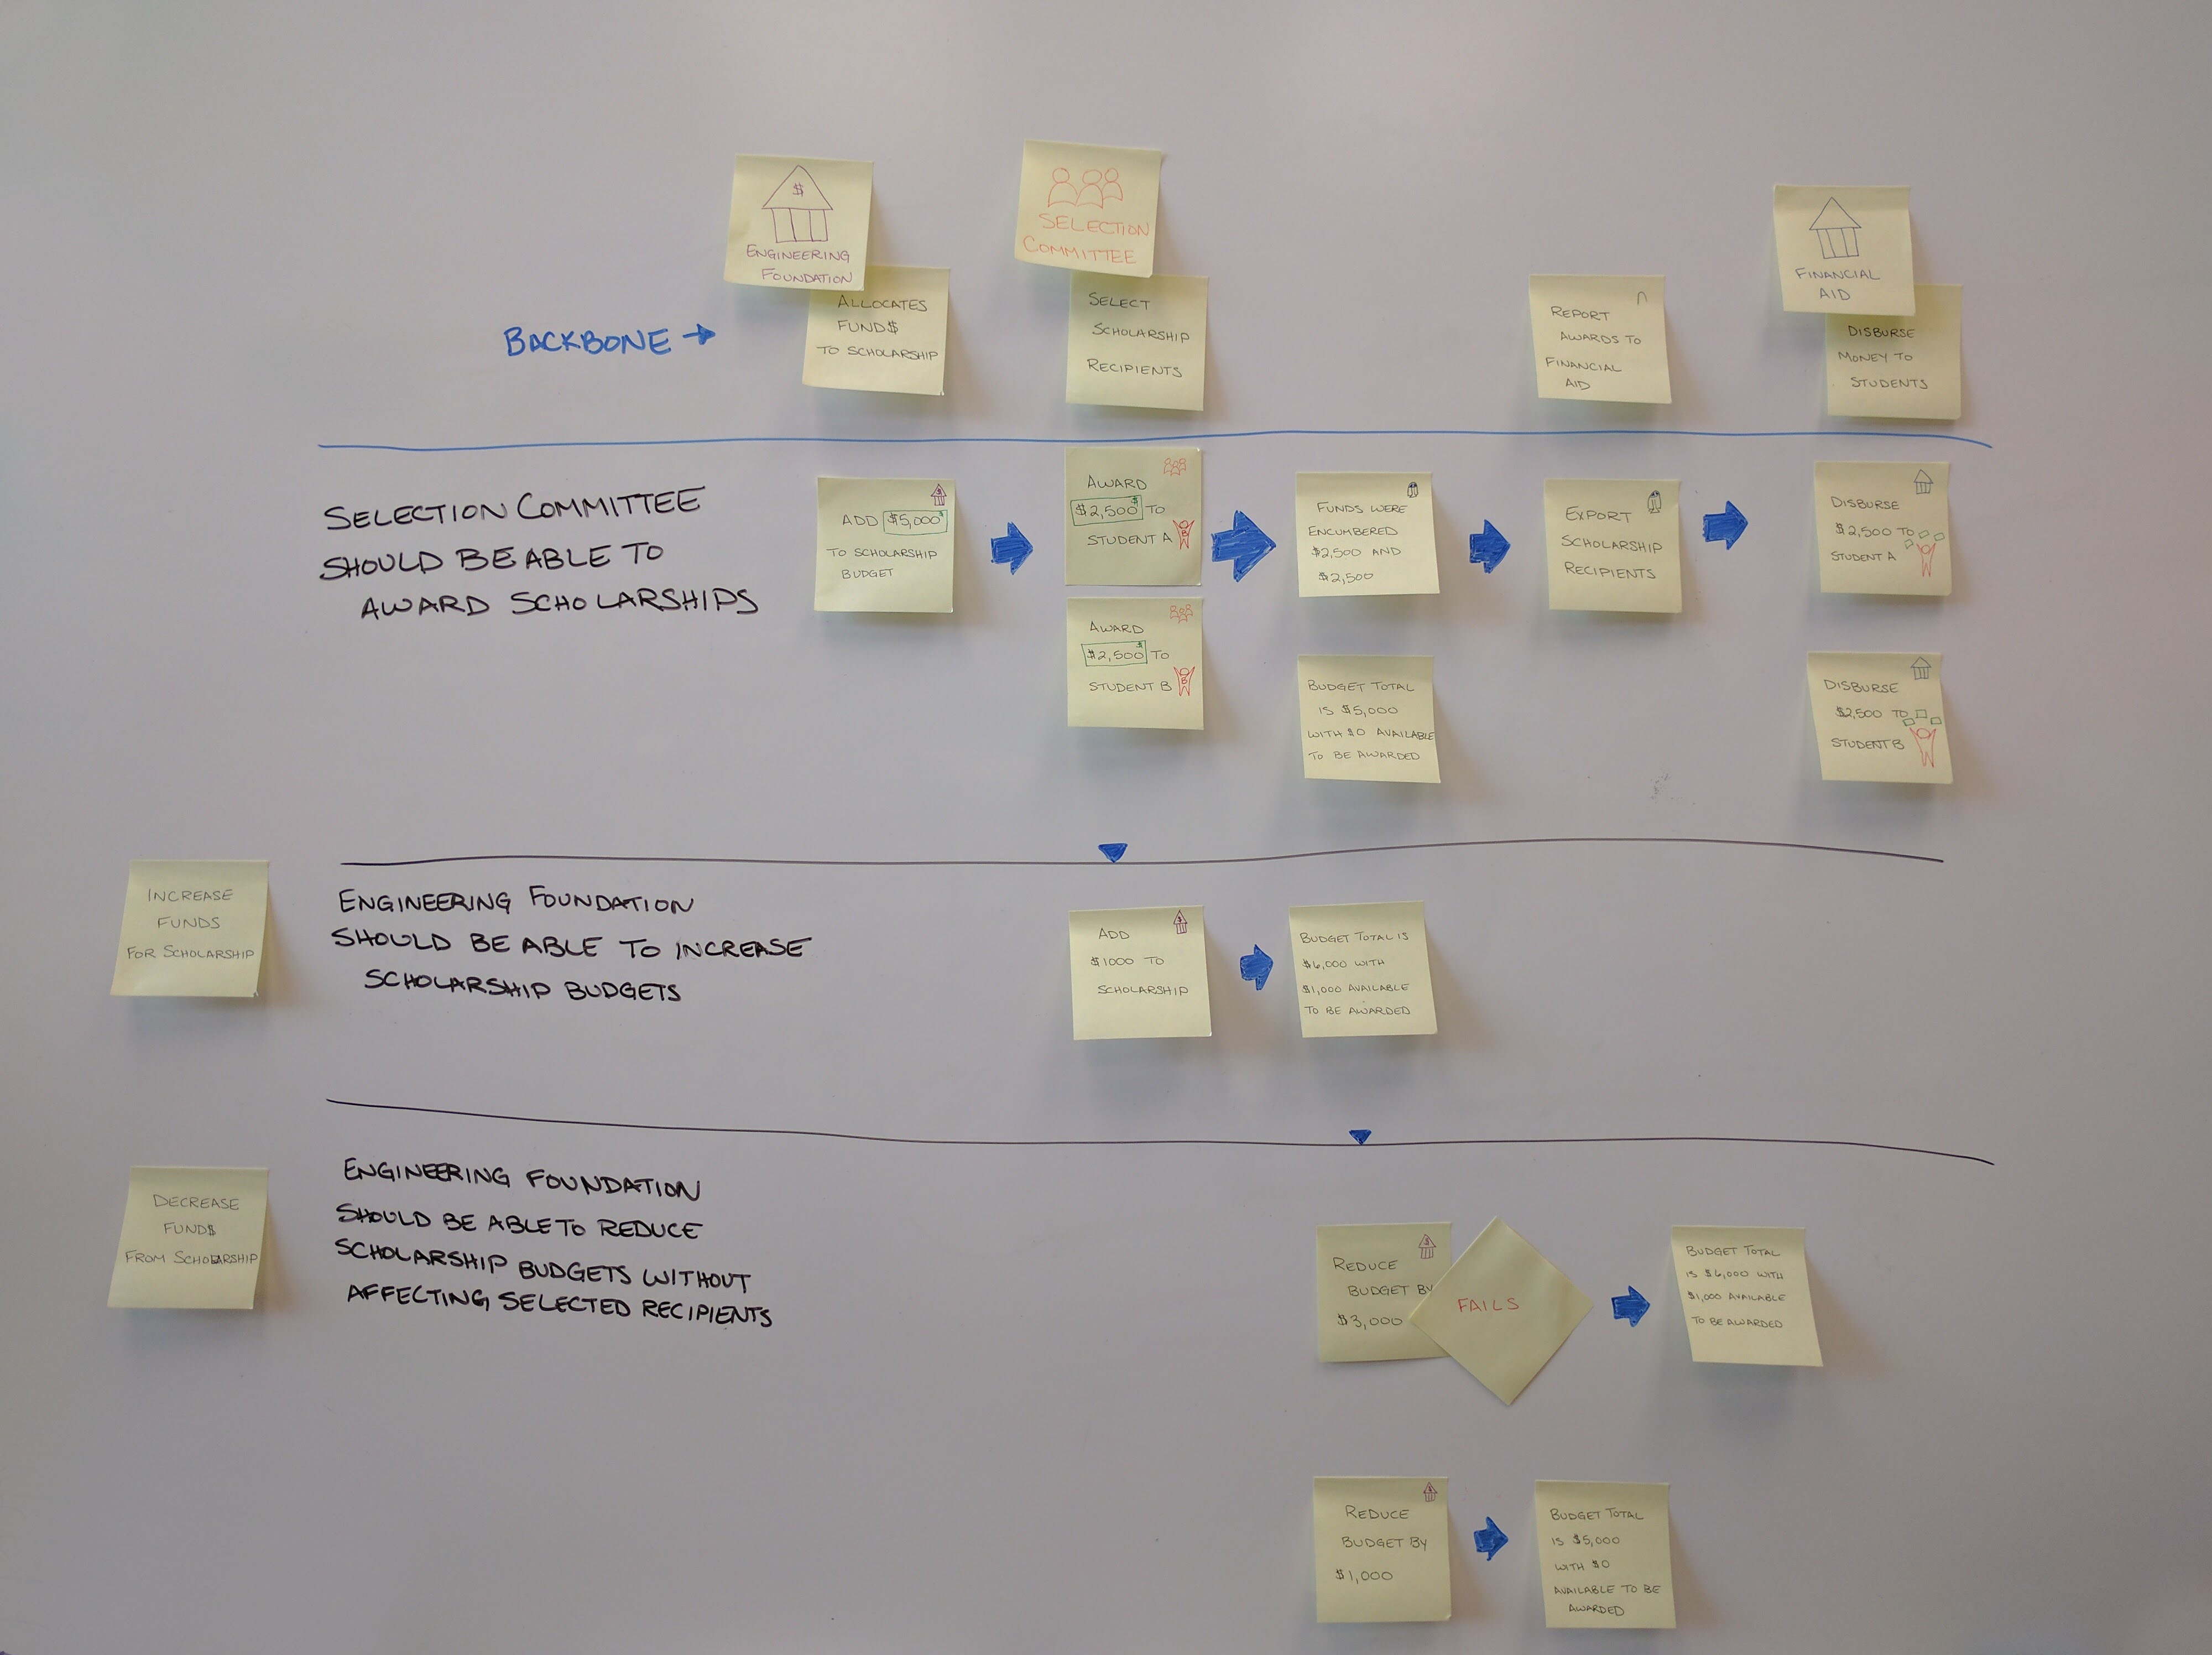 $
ENGINEERING
FOUNDATION
ALLOCATES
FUND$
TO SCHOLARSHIP
SELECTION
COMMITTEE
SELECT
SCHOLARSHIP
RECIPIENTS
REPORT
AWARDS TO
FINANCIAL
AID
FINANCIAL
AID
DISBURSE
MONEY TO
STUDENTS
BACKBONE →
SELECTION COMMITTEE
SHOULD BE ABLE TO
AWARD SCHOLARSHIPS
ADD $5,000
TO SCHOLARSHIP
BUDGET
AWARD
$2,500 TO
STUDENT A
AWARD
$2,500 TO
STUDENT B
FUNDS WERE
ENCUMBERED
$2,500 AND
$2,500
BUDGET TOTAL
IS $5,000
WITH $0 AVAILABLE
TO BE AWARDED
EXPORT
SCHOLARSHIP
RECIPIENTS
DISBURSE
$2,500 TO
STUDENT A
DISBURSE
$2,500 TO
STUDENT B
INCREASE
FUNDS
FOR SCHOLARSHIP
ENGINEERING FOUNDATION
SHOULD BE ABLE TO INCREASE
SCHOLARSHIP BUDGETS
ADD
$1000 TO
SCHOLARSHIP
BUDGET TOTAL IS
$6,000 WITH
$1,000 AVAILABLE
TO BE AWARDED
DECREASE
FUND$
FROM SCHOLARSHIP
ENGINEERING FOUNDATION
SHOULD BE ABLE TO REDUCE
SCHOLARSHIP BUDGETS WITHOUT
AFFECTING SELECTED RECIPIENTS
REDUCE
BUDGET BY
$3,000
FAILS
BUDGET TOTAL
IS $6,000 WITH
$1,000 AVAILABLE
TO BE AWARDED
REDUCE
BUDGET BY
$1,000
BUDGET TOTAL
IS $5,000
WITH $0
AVAILABLE TO BE
AWARDED